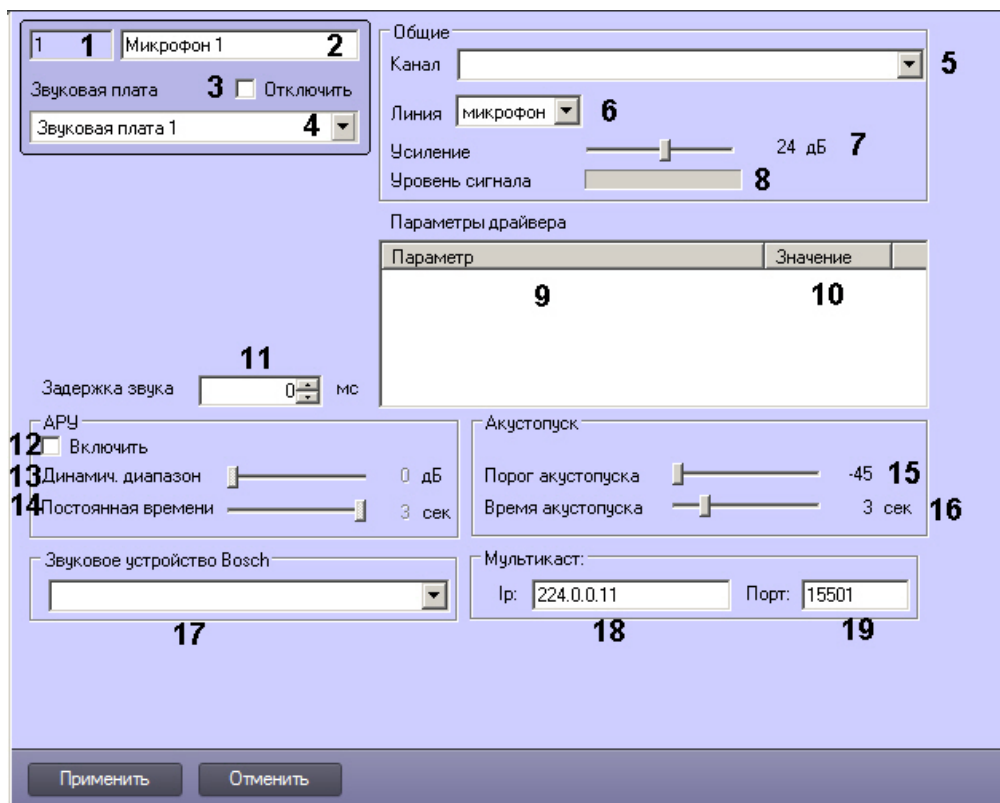 1 1 Микрофон 1 2
Звуковая плата 3 Отключить
Звуковая плата 1 4
Общие
Канал 5
Линия микрофон 6
Усиление 24 дБ 7
Уровень сигнала 8
Параметры драйвера
Параметр Значение
9 10
11
Задержка звука 0 мс
АРУ
12 Включить
13 Динамич. диапазон 0 дБ
14 Постоянная времени 3 сек
Акустопуск
Порог акустопуска -45 15
Время акустопуска 3 сек 16
Звуковое устройство Bosch
17
Мультикаст:
Ip: 224.0.0.11 Порт: 15501
18 19
Применить Отменить